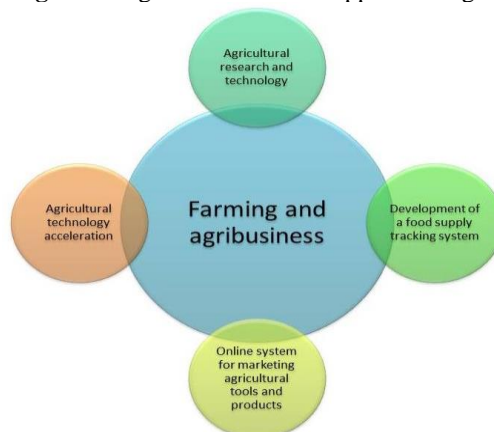 Agricultural
research and
technology
Agricultural
technology
acceleration
Farming and
agribusiness
Development of
a food supply
tracking system
Online system
for marketing
agricultural
tools and
products